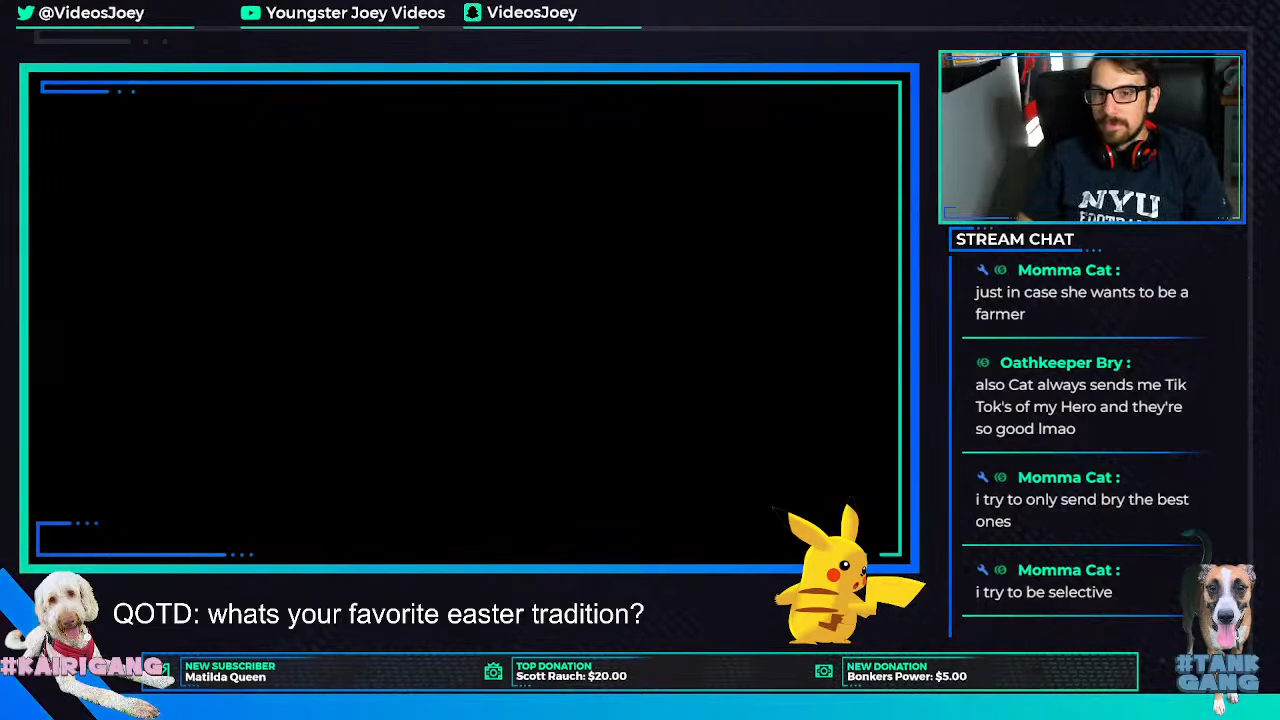 @VideosJoey
Youngster Joey Videos
VideosJoey
NYU
STREAM CHAT
Momma Cat :
just in case she wants to be a
farmer
Oathkeeper Bry :
also Cat always sends me Tik
Tok's of my Hero and they're
so good lmao
Momma Cat :
i try to only send bry the best
ones
Momma Cat :
i try to be selective
QOTD: whats your favorite easter tradition?
#KAIRIGANG
NEW SUBSCRIBER
Matilda Queen
TOP DONATION
Scott Rauch: $20.00
NEW DONATION
Bonkers Power: $5.00
#TANK
GANG